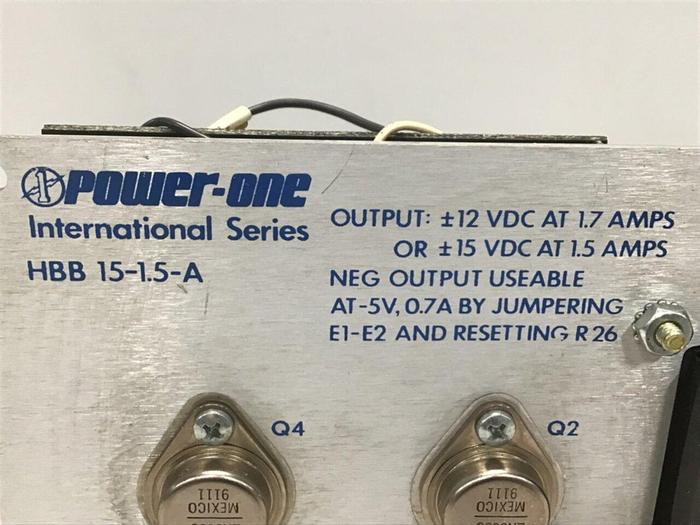 POWER-ONE
International Series
HBB 15-1.5-A
OUTPUT: ±12 VDC AT 1.7 AMPS
OR ±15 VDC AT 1.5 AMPS
NEG OUTPUT USEABLE
AT-5V, 0.7A BY JUMPERING
E1-E2 AND RESETTING R26
Q4
Q2
MEXICO
9111
MEXICO
9111